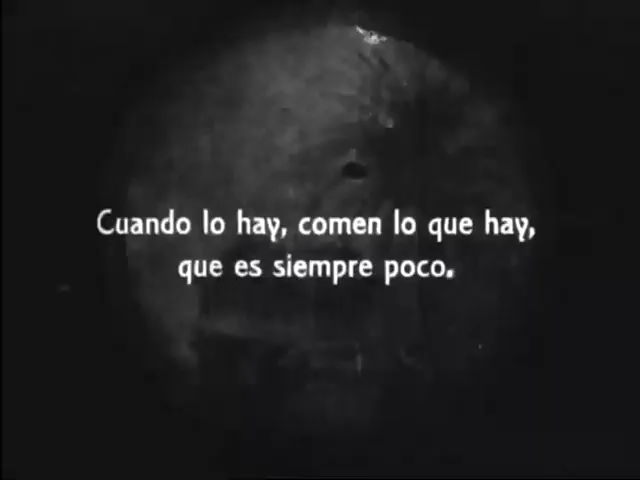 Cuando lo hay, comen lo que hay,
que es siempre poco.